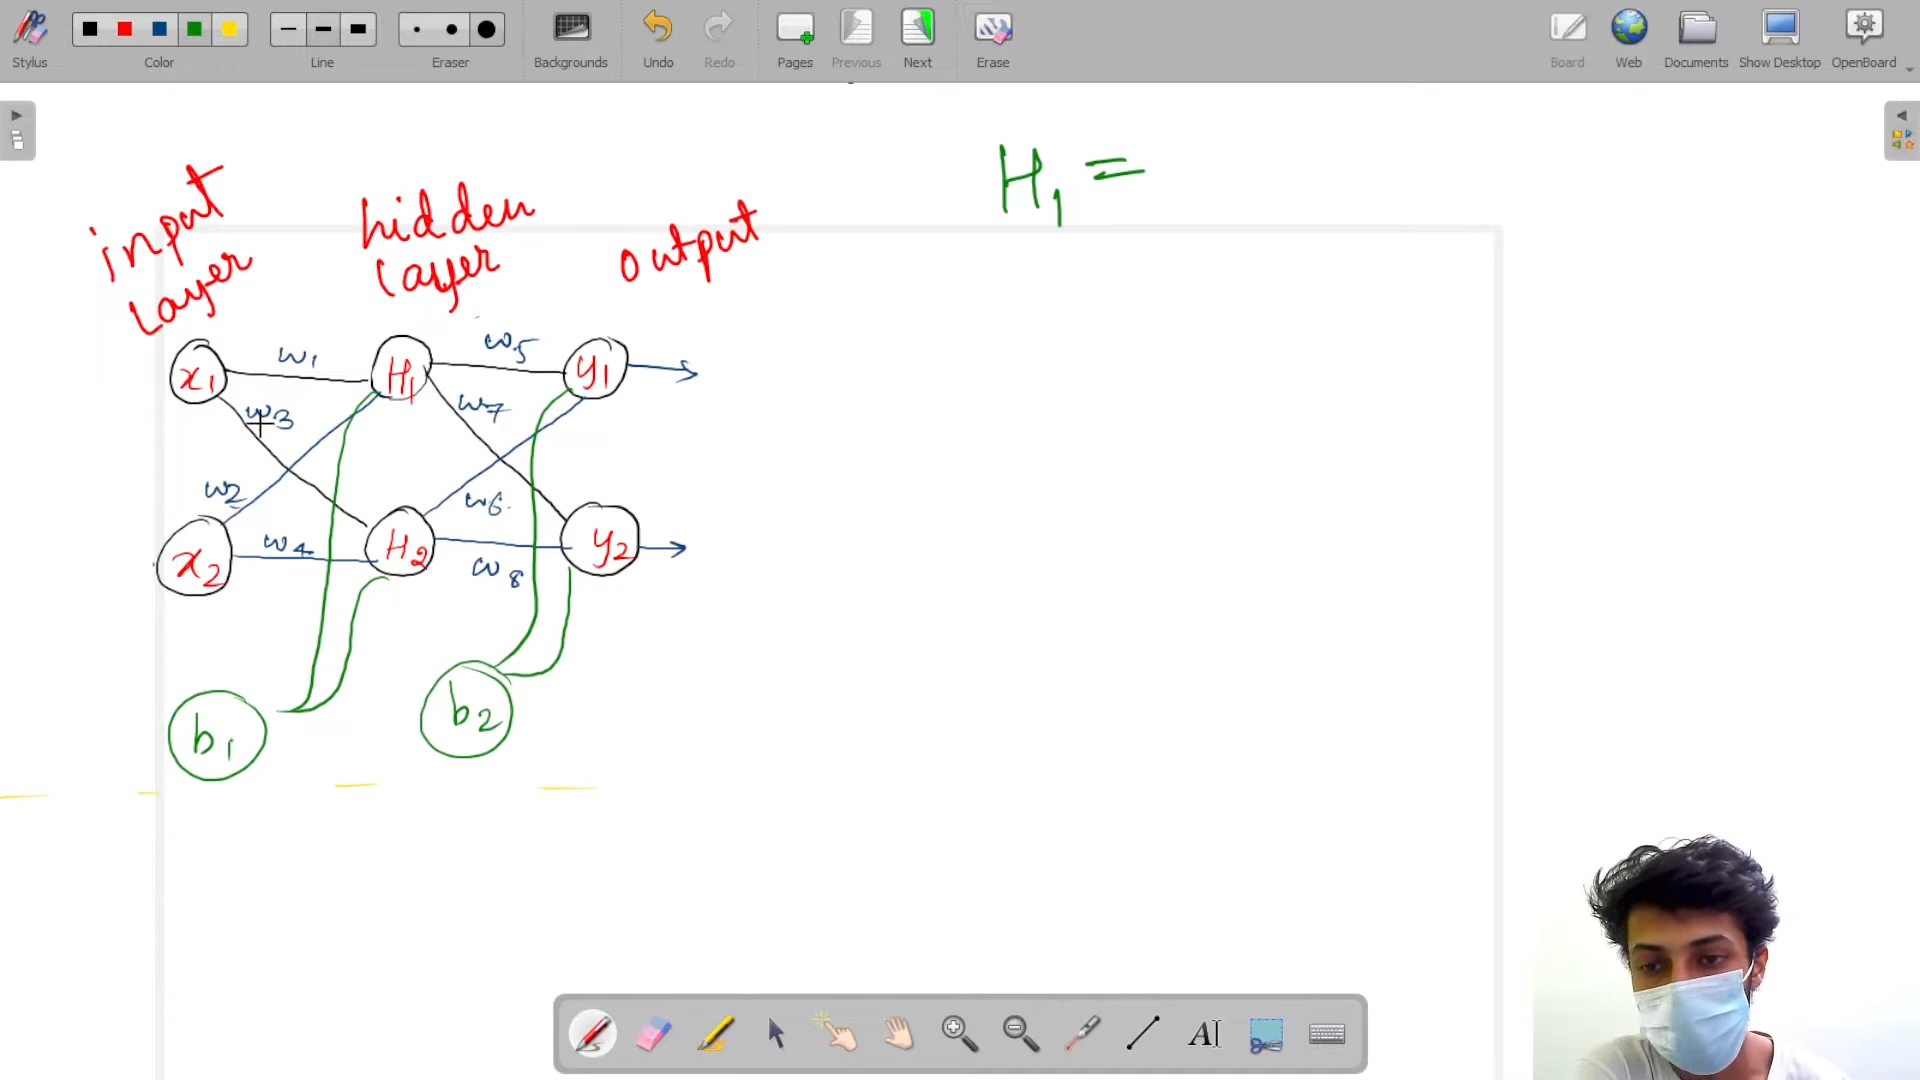 Stylus
Color
Line
Eraser
Backgrounds
Undo
Redo
Pages
Previous
Next
Erase
Board
Web
Documents
Show Desktop
OpenBoard
H1 =
input
layer
hidden
layer
output
x1
w1
H1
w5
y1
w3
w7
w2
w6
x2
w4
H2
w8
y2
b1
b2